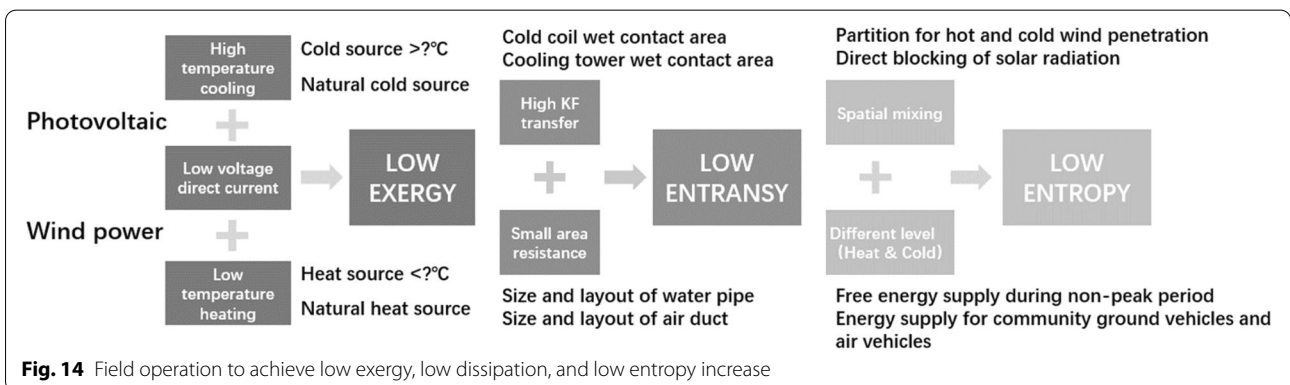 High
temperature
cooling
Cold source >?°C
Natural cold source
Photovoltaic
Low voltage
direct current
Wind power
Low
temperature
heating
Heat source <?°C
Natural heat source
LOW
EXERGY
Cold coil wet contact area
Cooling tower wet contact area
High KF
transfer
Small area
resistance
Size and layout of water pipe
Size and layout of air duct
LOW
ENTRANSY
Partition for hot and cold wind penetration
Direct blocking of solar radiation
Spatial mixing
Different level
(Heat & Cold)
Free energy supply during non-peak period
Energy supply for community ground vehicles and
air vehicles
LOW
ENTROPY
Fig. 14 Field operation to achieve low exergy, low dissipation, and low entropy increase